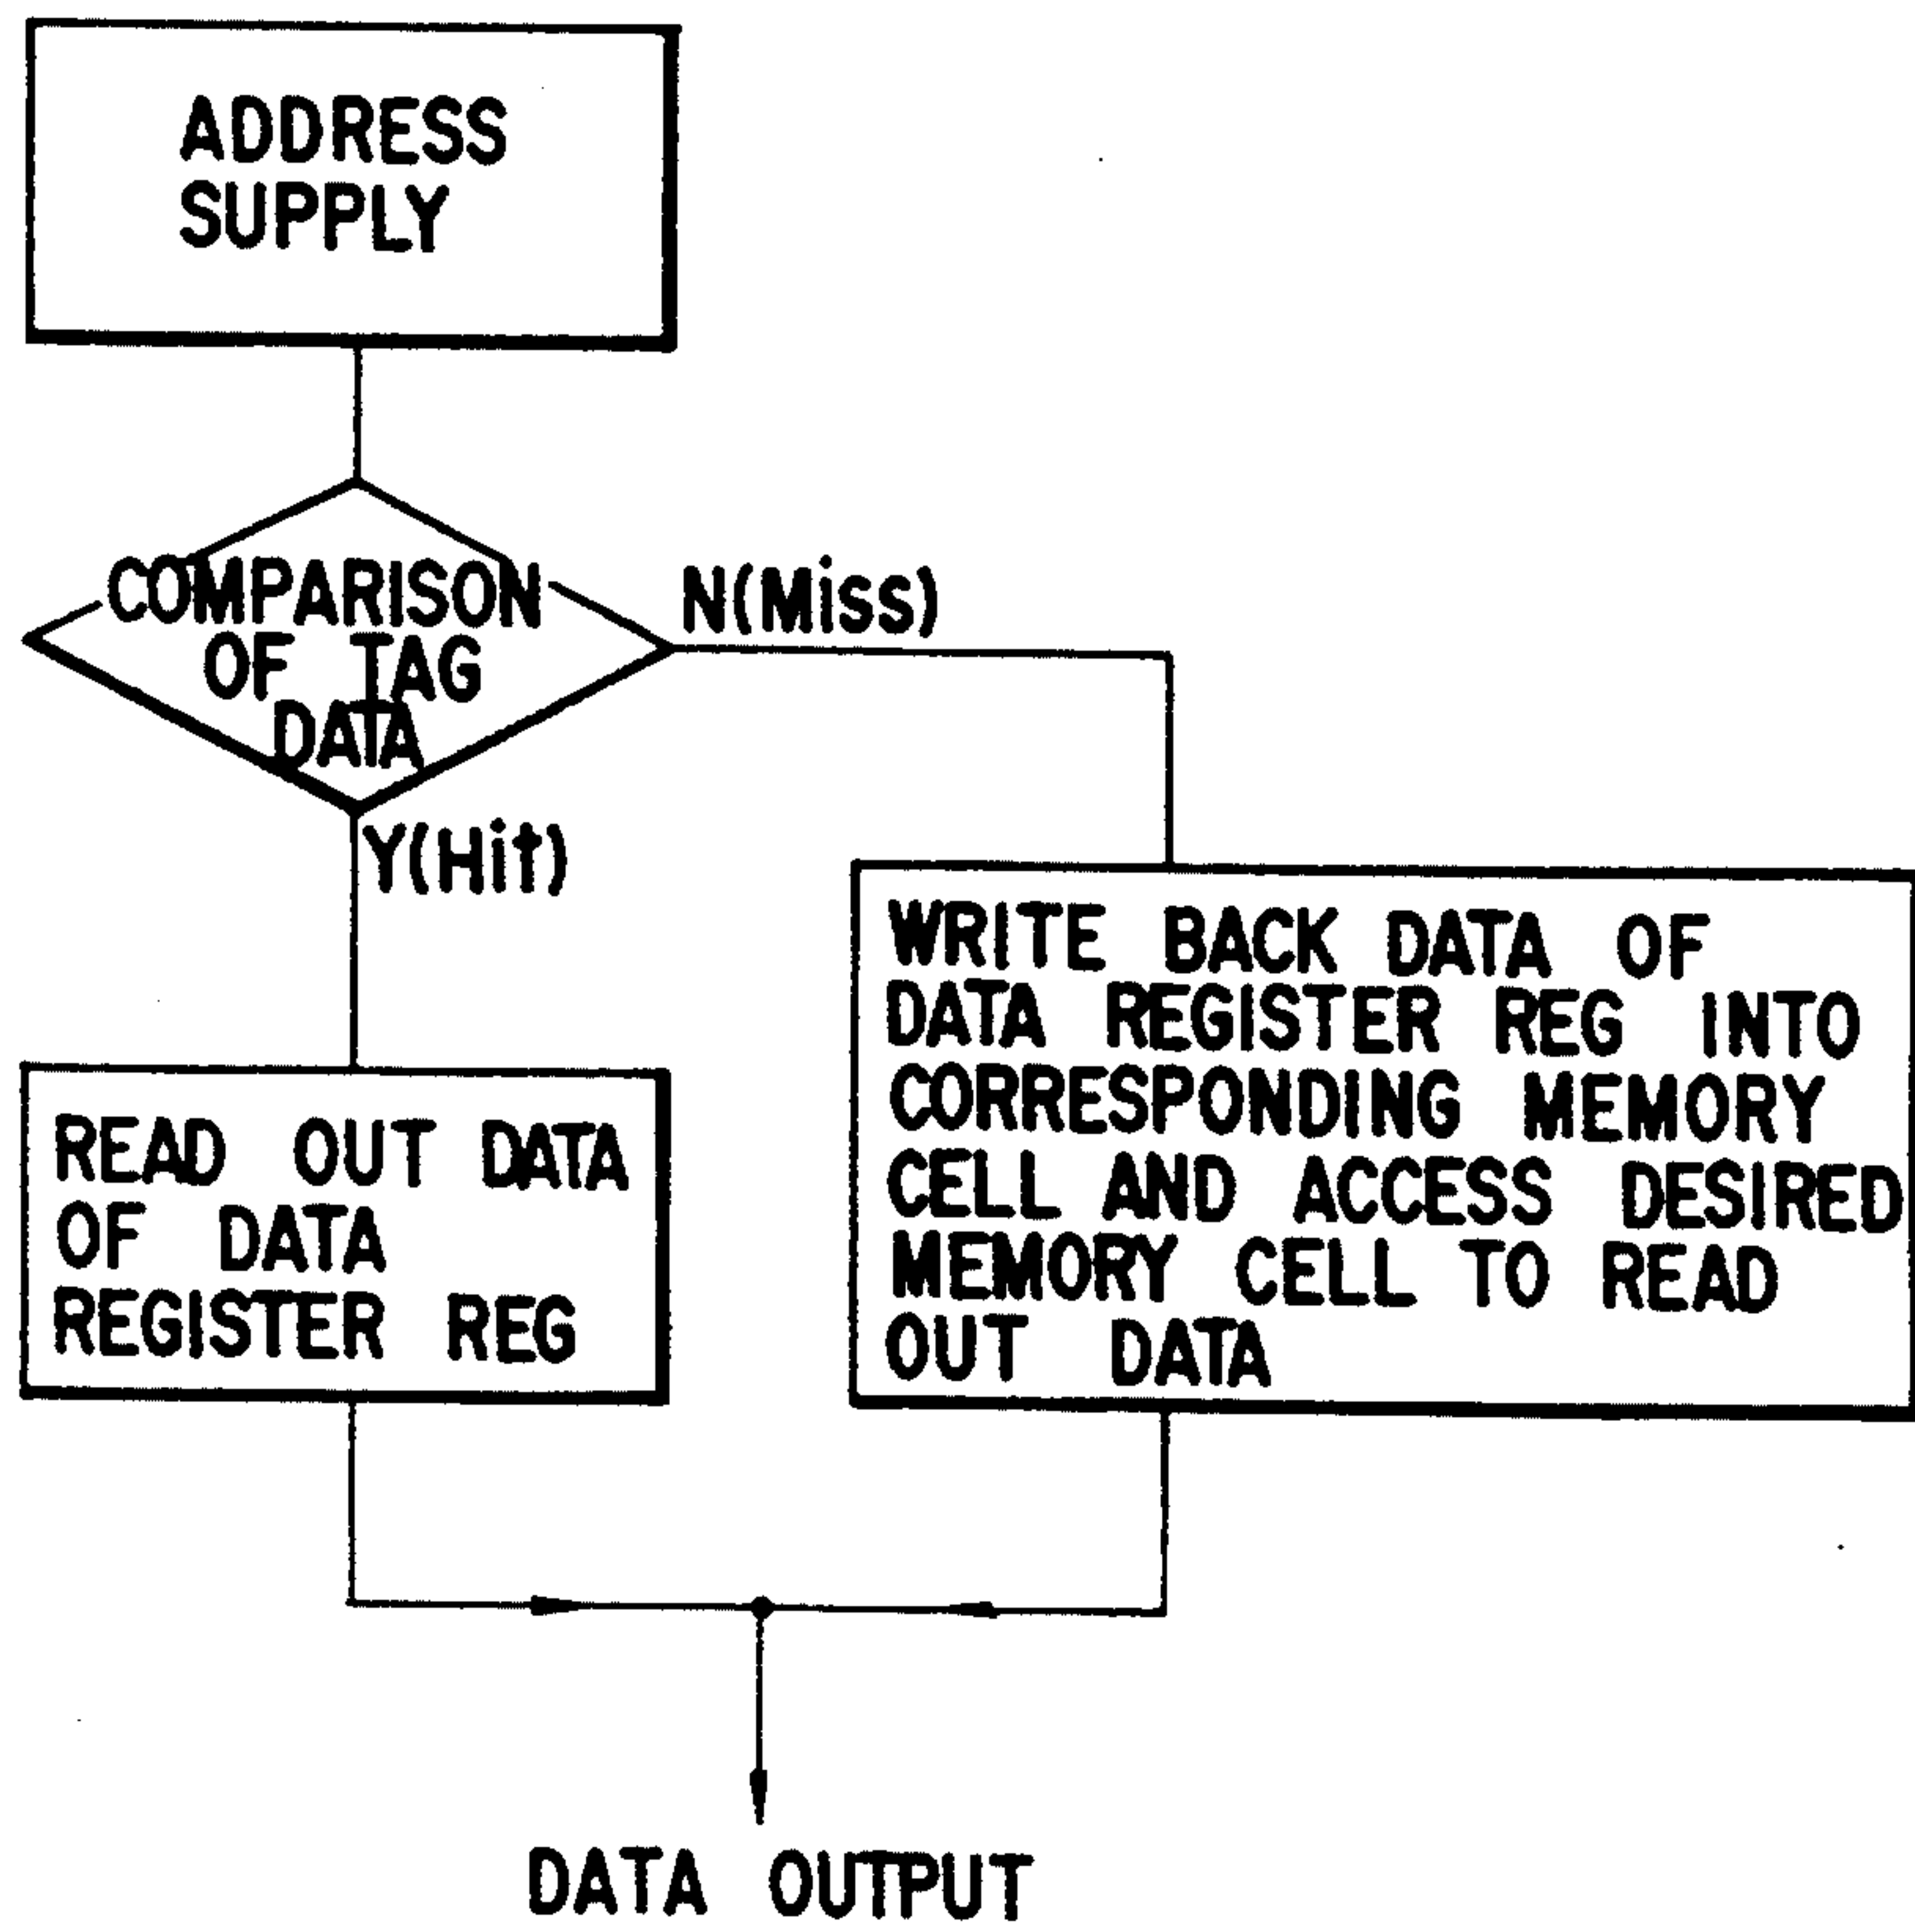 ADDRESS
SUPPLY
COMPARISON
OF TAG
DATA
N(Miss)
Y(Hit)
READ OUT DATA
OF DATA
REGISTER REG
WRITE BACK DATA OF
DATA REGISTER REG INTO
CORRESPONDING MEMORY
CELL AND ACCESS DESIRED
MEMORY CELL TO READ
OUT DATA
DATA OUTPUT